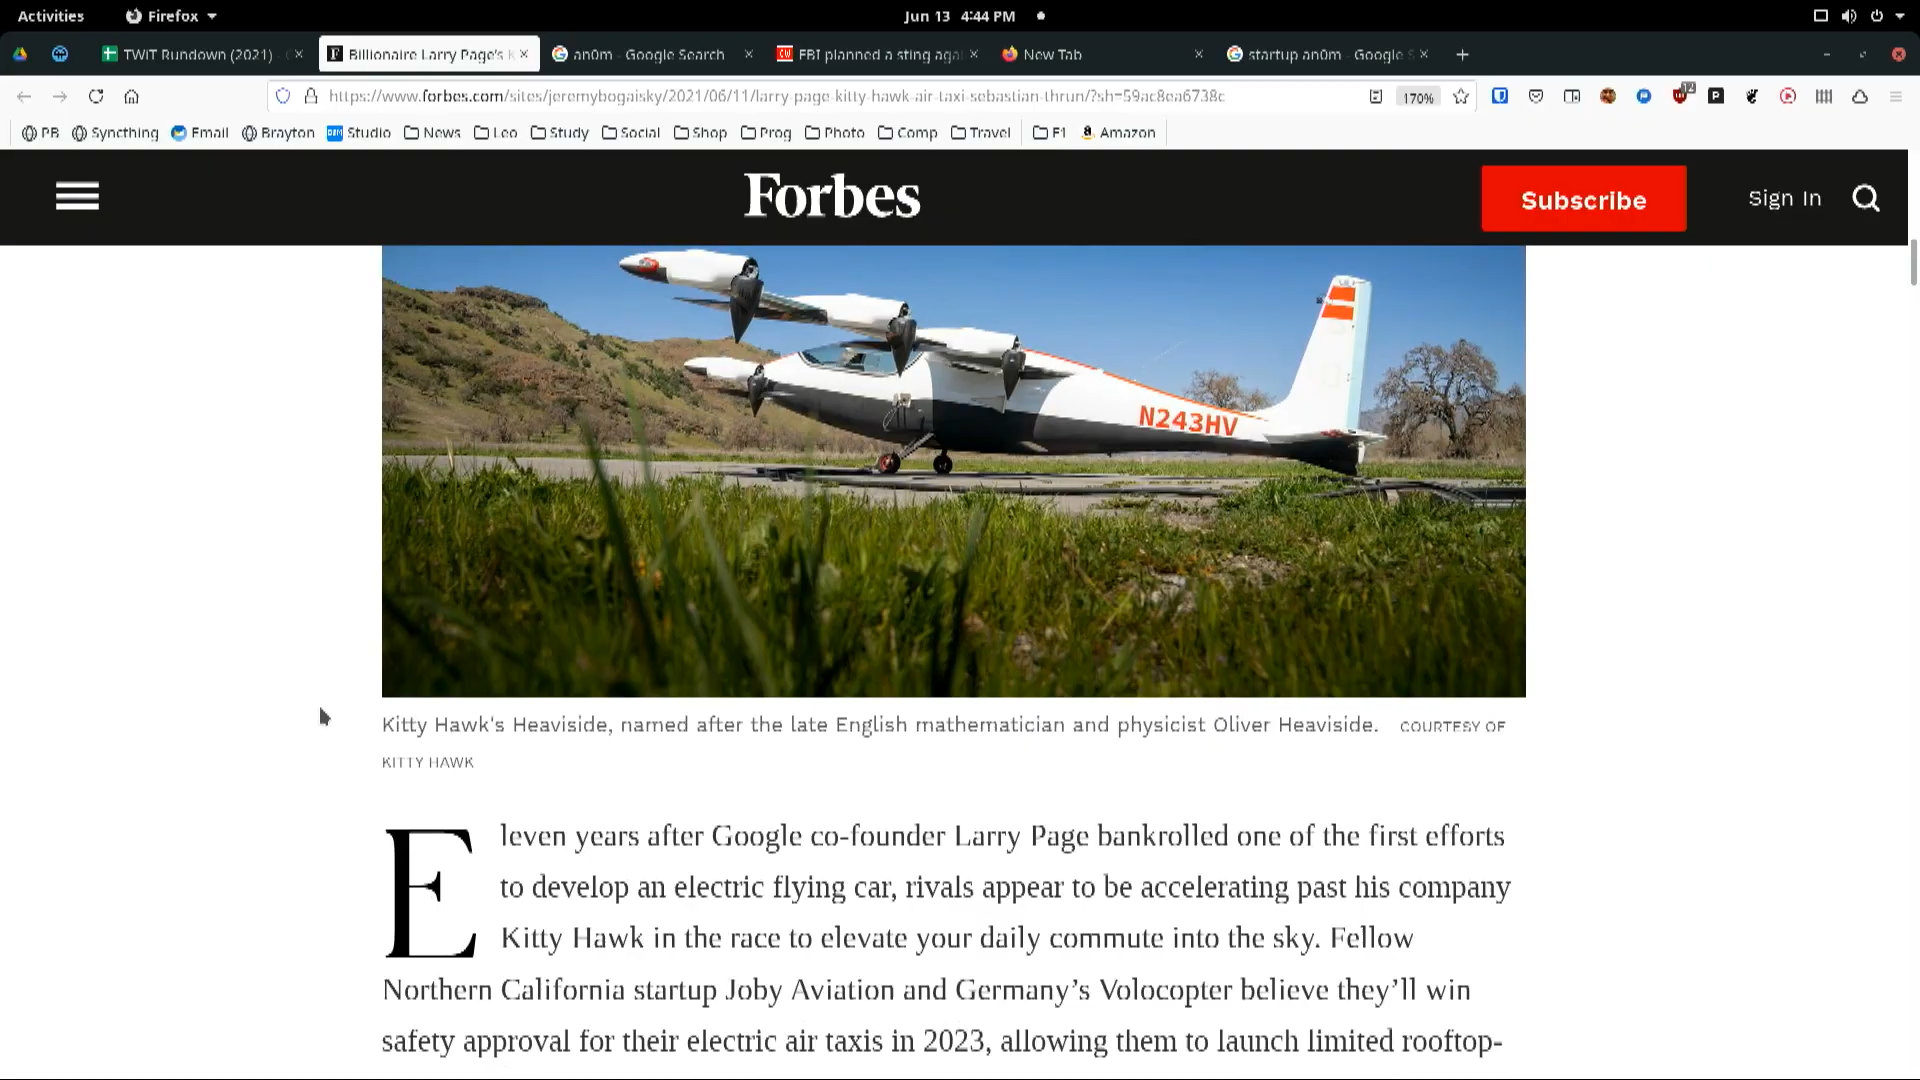 Activities Firefox Jun 13 4:44 PM
TWiT Rundown (2021) - Billionaire Larry Page's K an0m - Google Search FBI planned a sting agai New Tab startup an0m - Google S
https://www.forbes.com/sites/jeremybogaisky/2021/06/11/larry-page-kitty-hawk-air-taxi-sebastian-thrun/?sh=59ac8ea6738c 170% 12
PB Syncthing Email Brayton Studio News Leo Study Social Shop Prog Photo Comp Travel F1 Amazon
Forbes Subscribe Sign In
N243HV
Kitty Hawk's Heaviside, named after the late English mathematician and physicist Oliver Heaviside. COURTESY OF
KITTY HAWK
Eleven years after Google co-founder Larry Page bankrolled one of the first efforts
to develop an electric flying car, rivals appear to be accelerating past his company
Kitty Hawk in the race to elevate your daily commute into the sky. Fellow
Northern California startup Joby Aviation and Germany’s Volocopter believe they’ll win
safety approval for their electric air taxis in 2023, allowing them to launch limited rooftop-